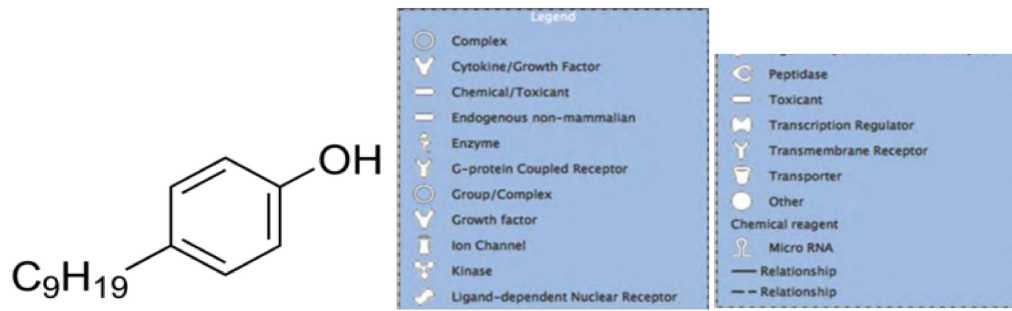 OH
C9H19
Legend
Complex
Cytokine/Growth Factor
Chemical/Toxicant
Endogenous non-mammalian
Enzyme
G-protein Coupled Receptor
Group/Complex
Growth factor
Ion Channel
Kinase
Ligand-dependent Nuclear Receptor
Peptidase
Toxicant
Transcription Regulator
Transmembrane Receptor
Transporter
Other
Chemical reagent
Micro RNA
Relationship
Relationship